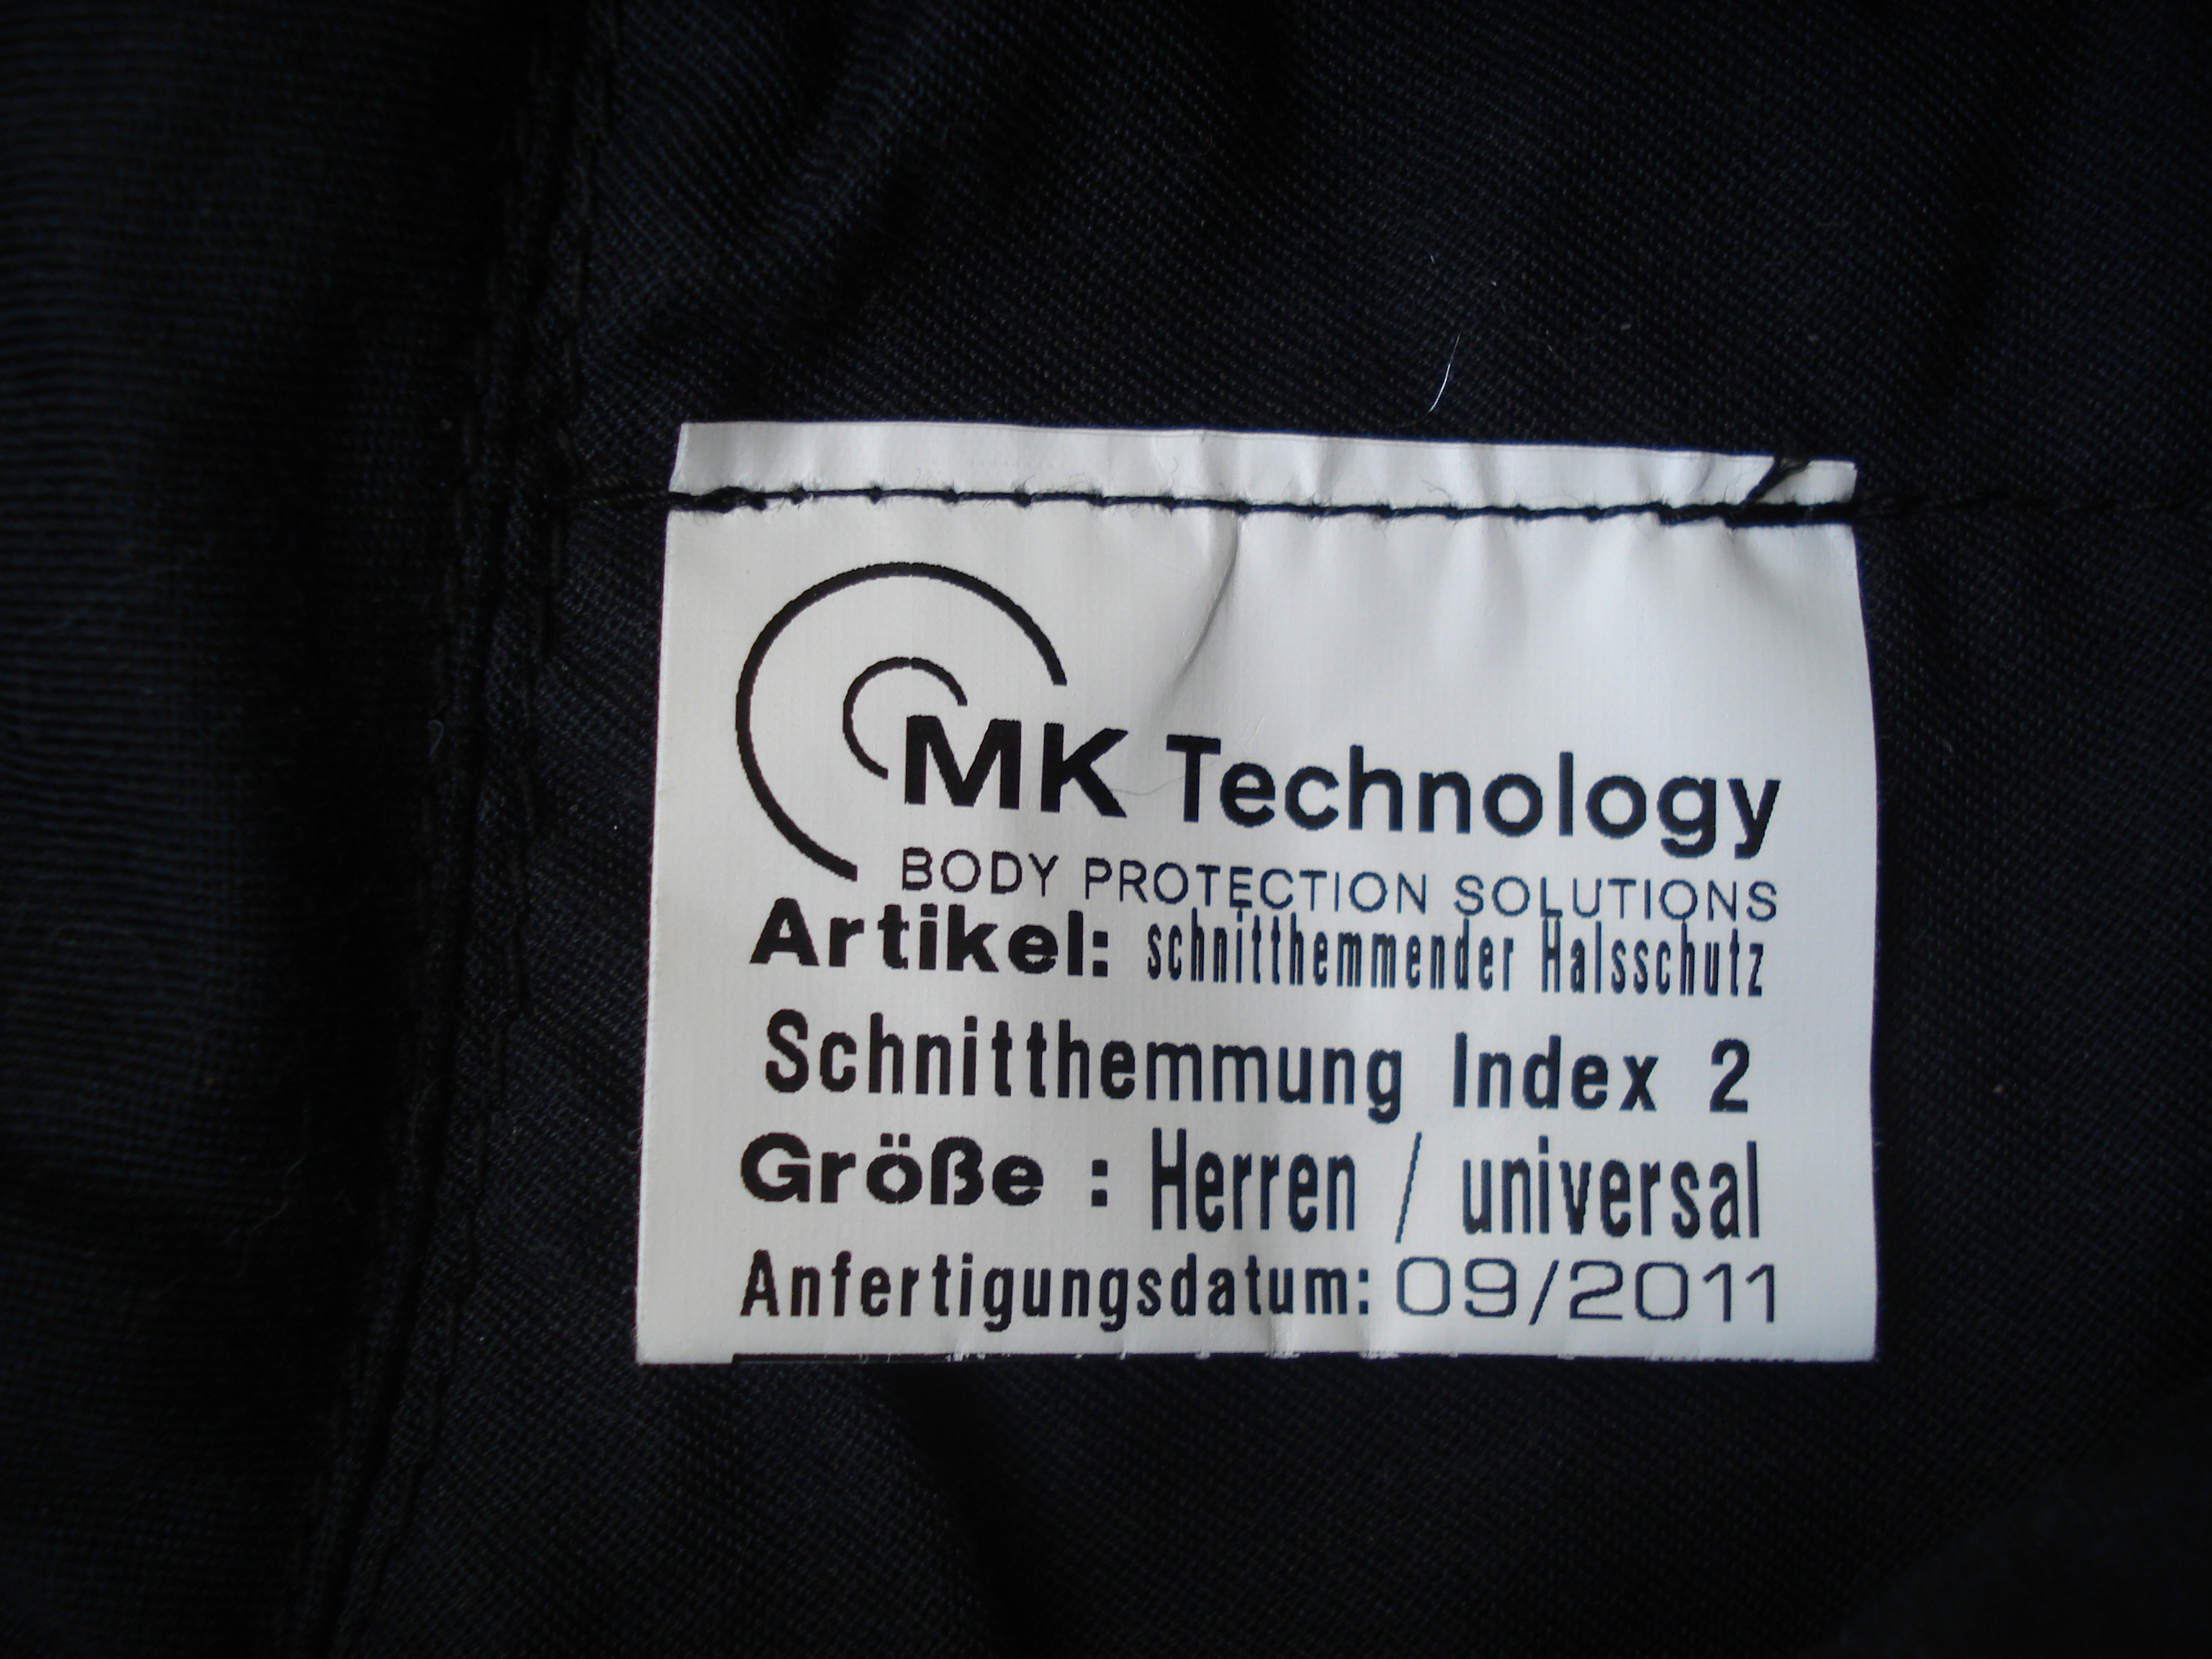 MK Technology
BODY PROTECTION SOLUTIONS
Artikel: schnitthemmender Halsschutz
Schnitthemmung Index 2
Größe : Herren / universal
Anfertigungsdatum: 09/2011